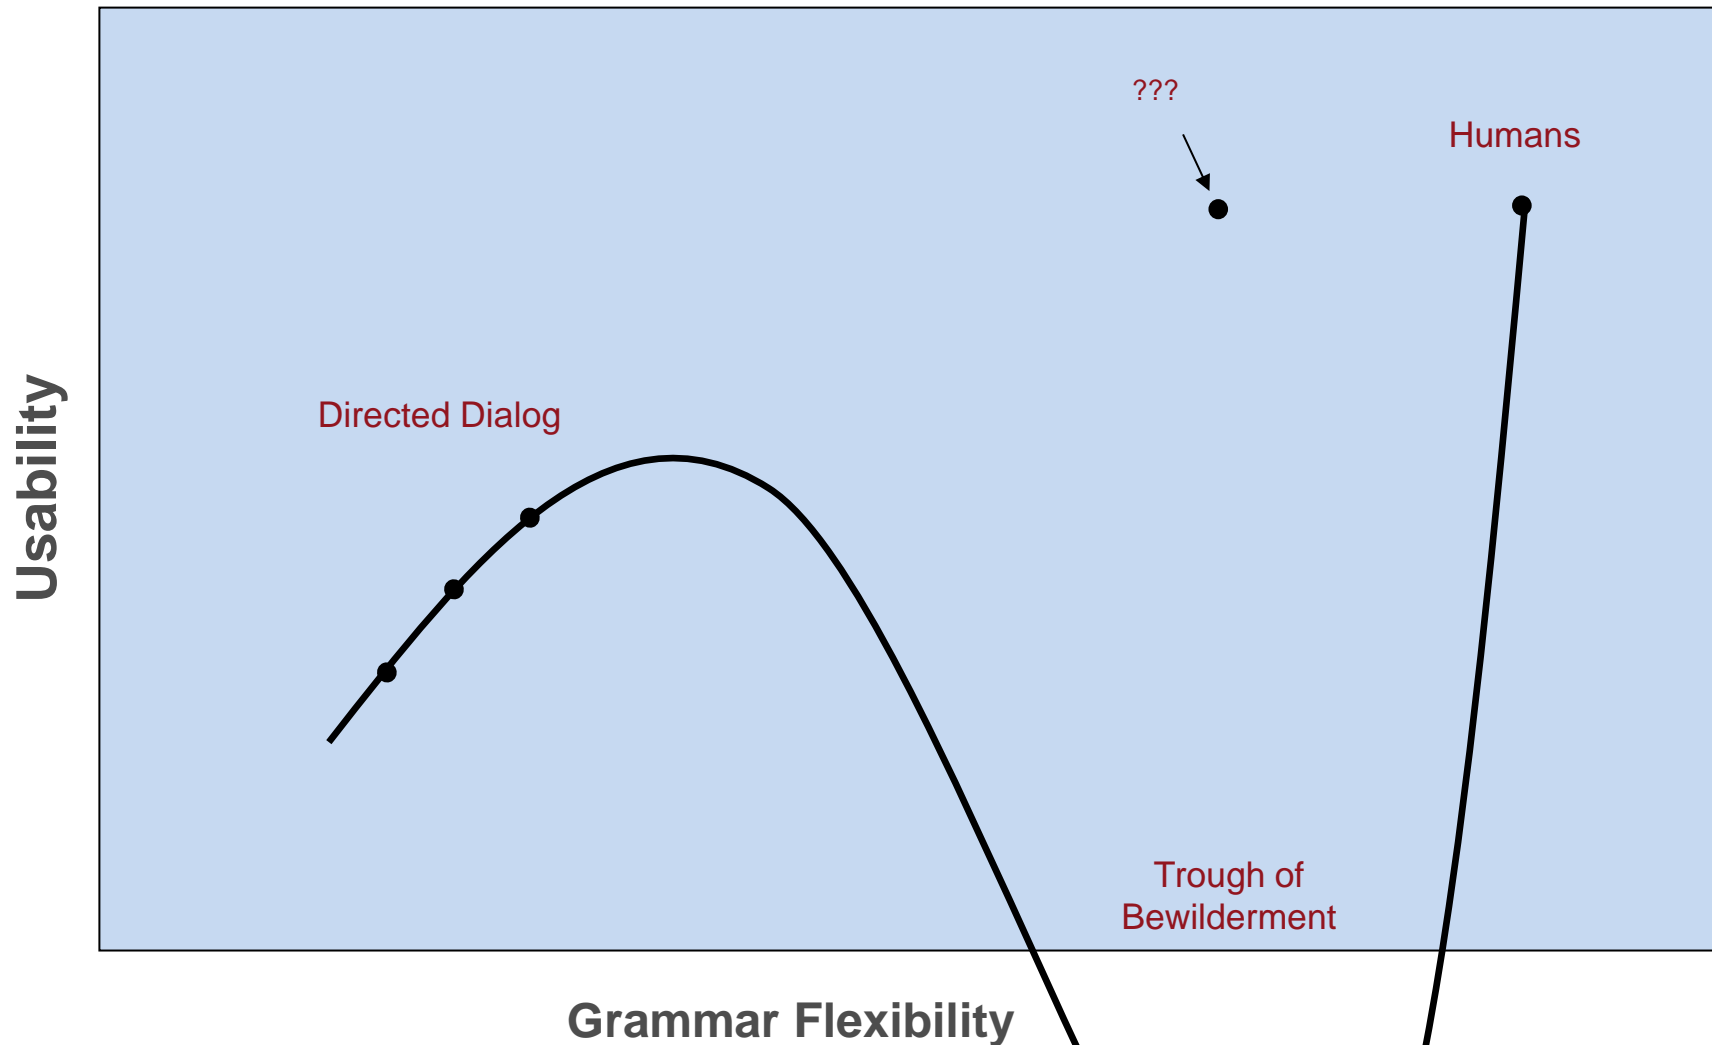 ???
Humans
Directed Dialog
Usability
Trough of
Bewilderment
Grammar Flexibility